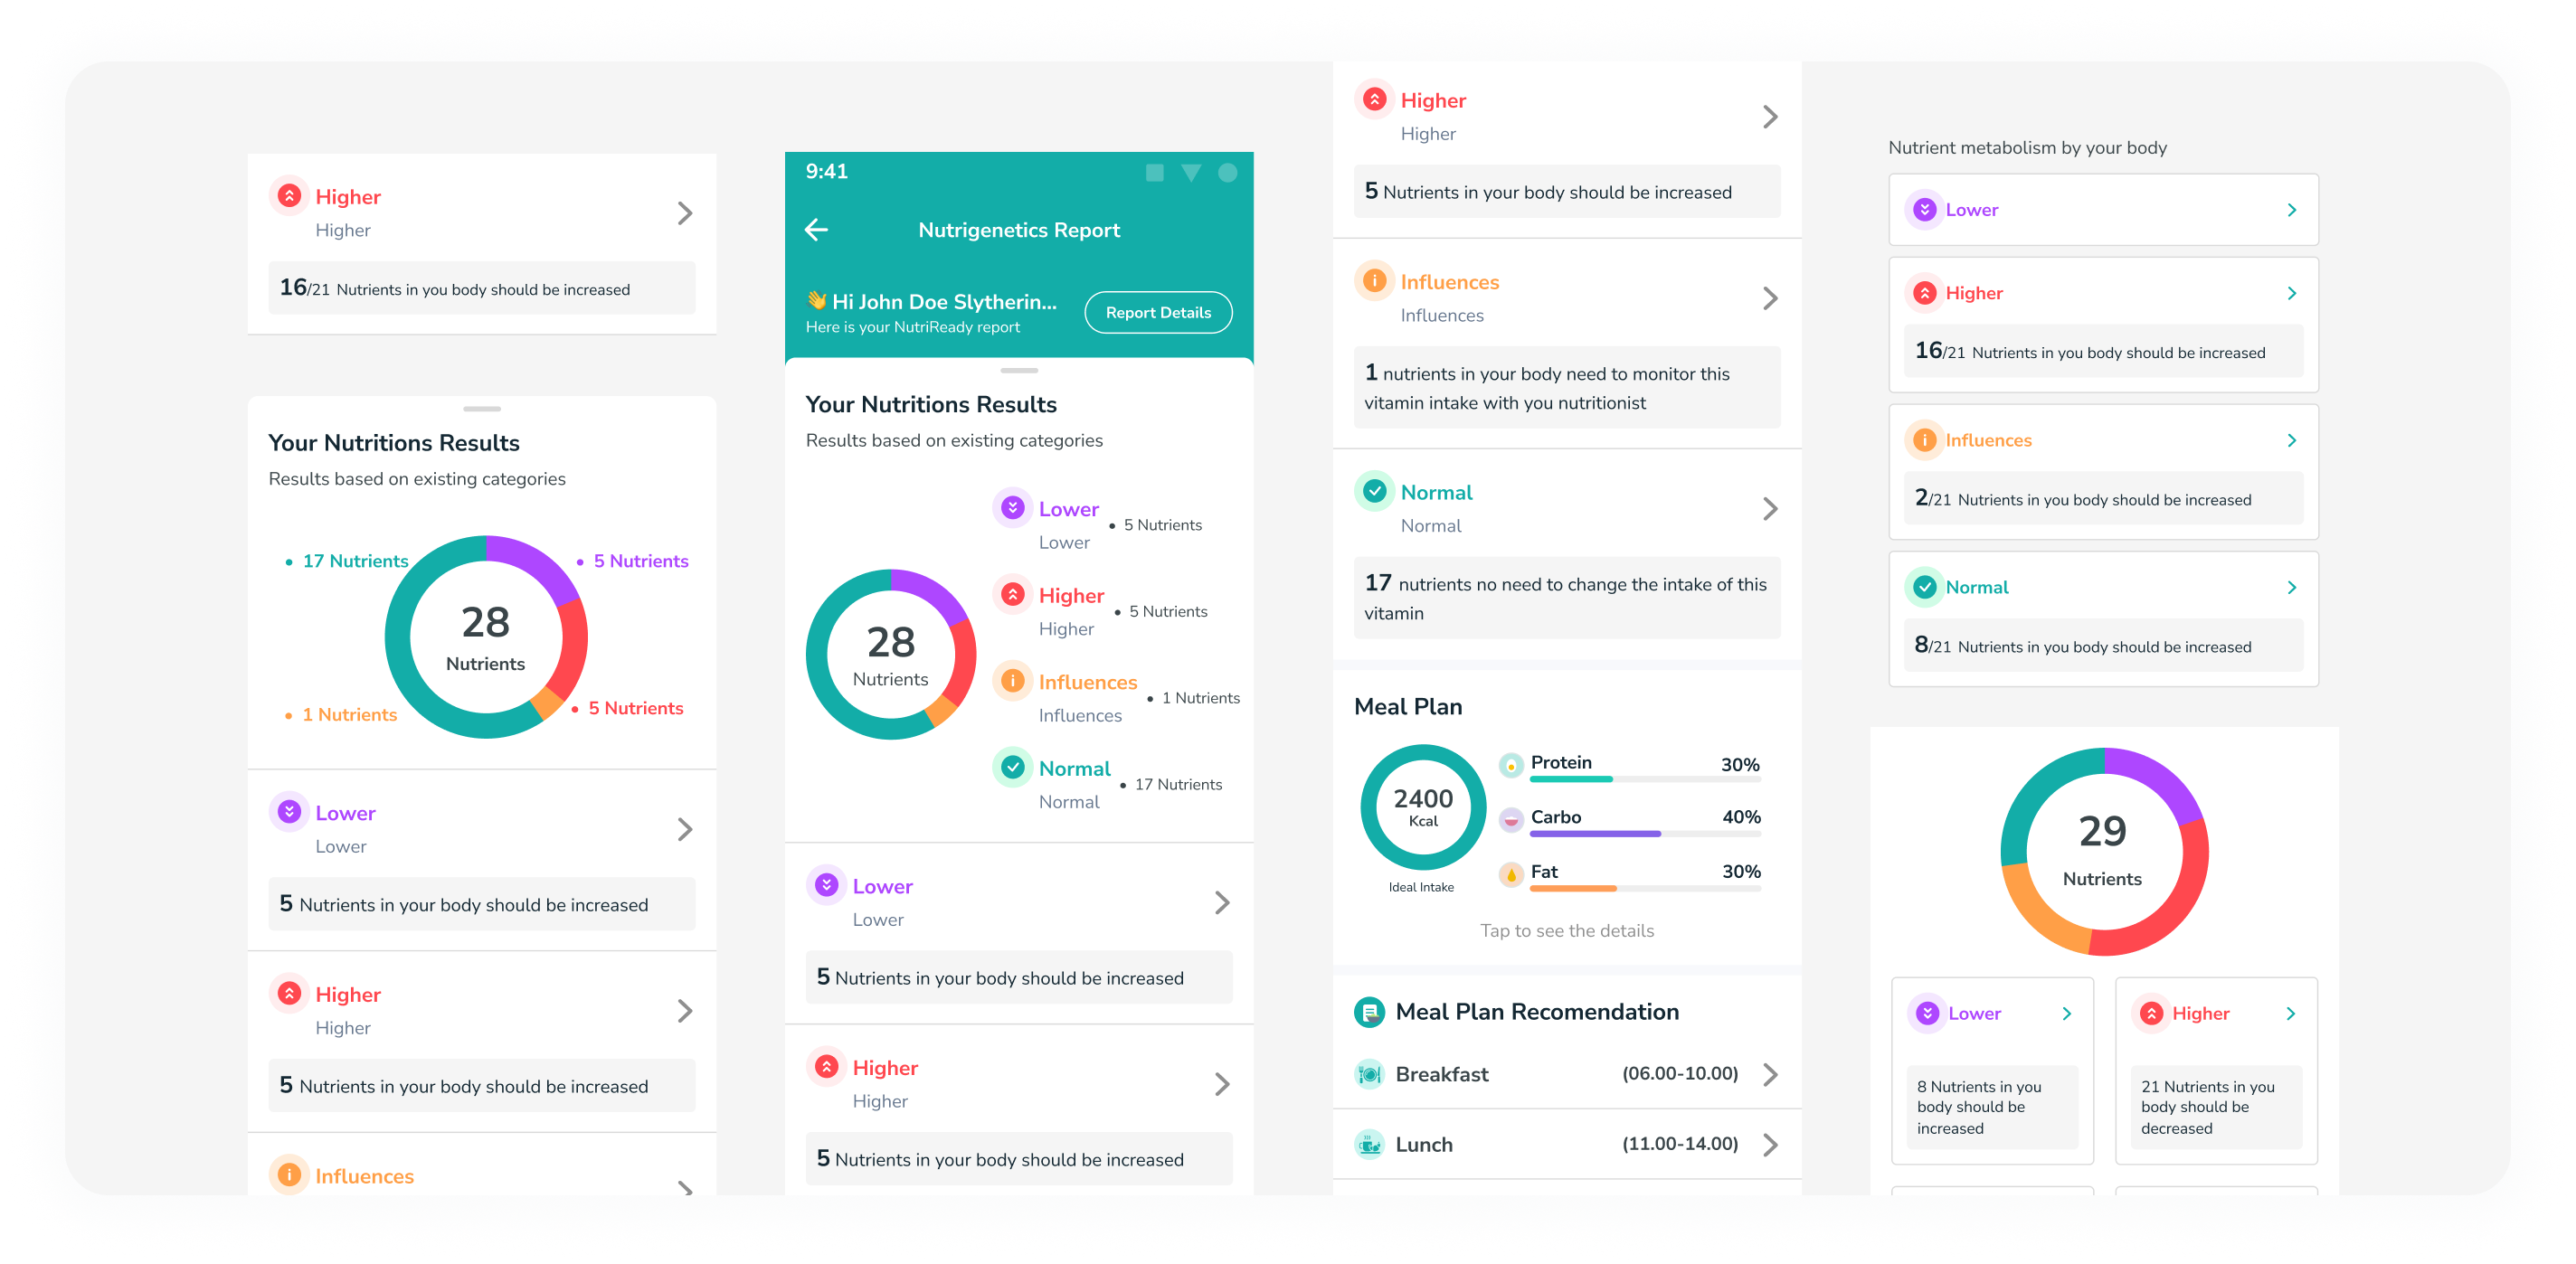 Higher
Higher
16/21 Nutrients in you body should be increased
Your Nutritions Results
Results based on existing categories
• 17 Nutrients
• 5 Nutrients
28
Nutrients
• 1 Nutrients
• 5 Nutrients
Lower
Lower
5 Nutrients in your body should be increased
Higher
Higher
5 Nutrients in your body should be increased
Influences
9:41
Nutrigenetics Report
👋 Hi John Doe Slytherin...
Here is your NutriReady report
Report Details
Your Nutritions Results
Results based on existing categories
28
Nutrients
Lower
Lower
• 5 Nutrients
Higher
Higher
• 5 Nutrients
Influences
Influences
• 1 Nutrients
Normal
Normal
• 17 Nutrients
Lower
Lower
5 Nutrients in your body should be increased
Higher
Higher
5 Nutrients in your body should be increased
Higher
Higher
5 Nutrients in your body should be increased
Influences
Influences
1 nutrients in your body need to monitor this
vitamin intake with you nutritionist
Normal
Normal
17 nutrients no need to change the intake of this
vitamin
Meal Plan
2400
Kcal
Ideal Intake
Protein 30%
Carbo 40%
Fat 30%
Tap to see the details
Meal Plan Recomendation
Breakfast (06.00-10.00)
Lunch (11.00-14.00)
Nutrient metabolism by your body
Lower
Higher
16/21 Nutrients in you body should be increased
Influences
2/21 Nutrients in you body should be increased
Normal
8/21 Nutrients in you body should be increased
29
Nutrients
Lower
8 Nutrients in you
body should be
increased
Higher
21 Nutrients in you
body should be
decreased